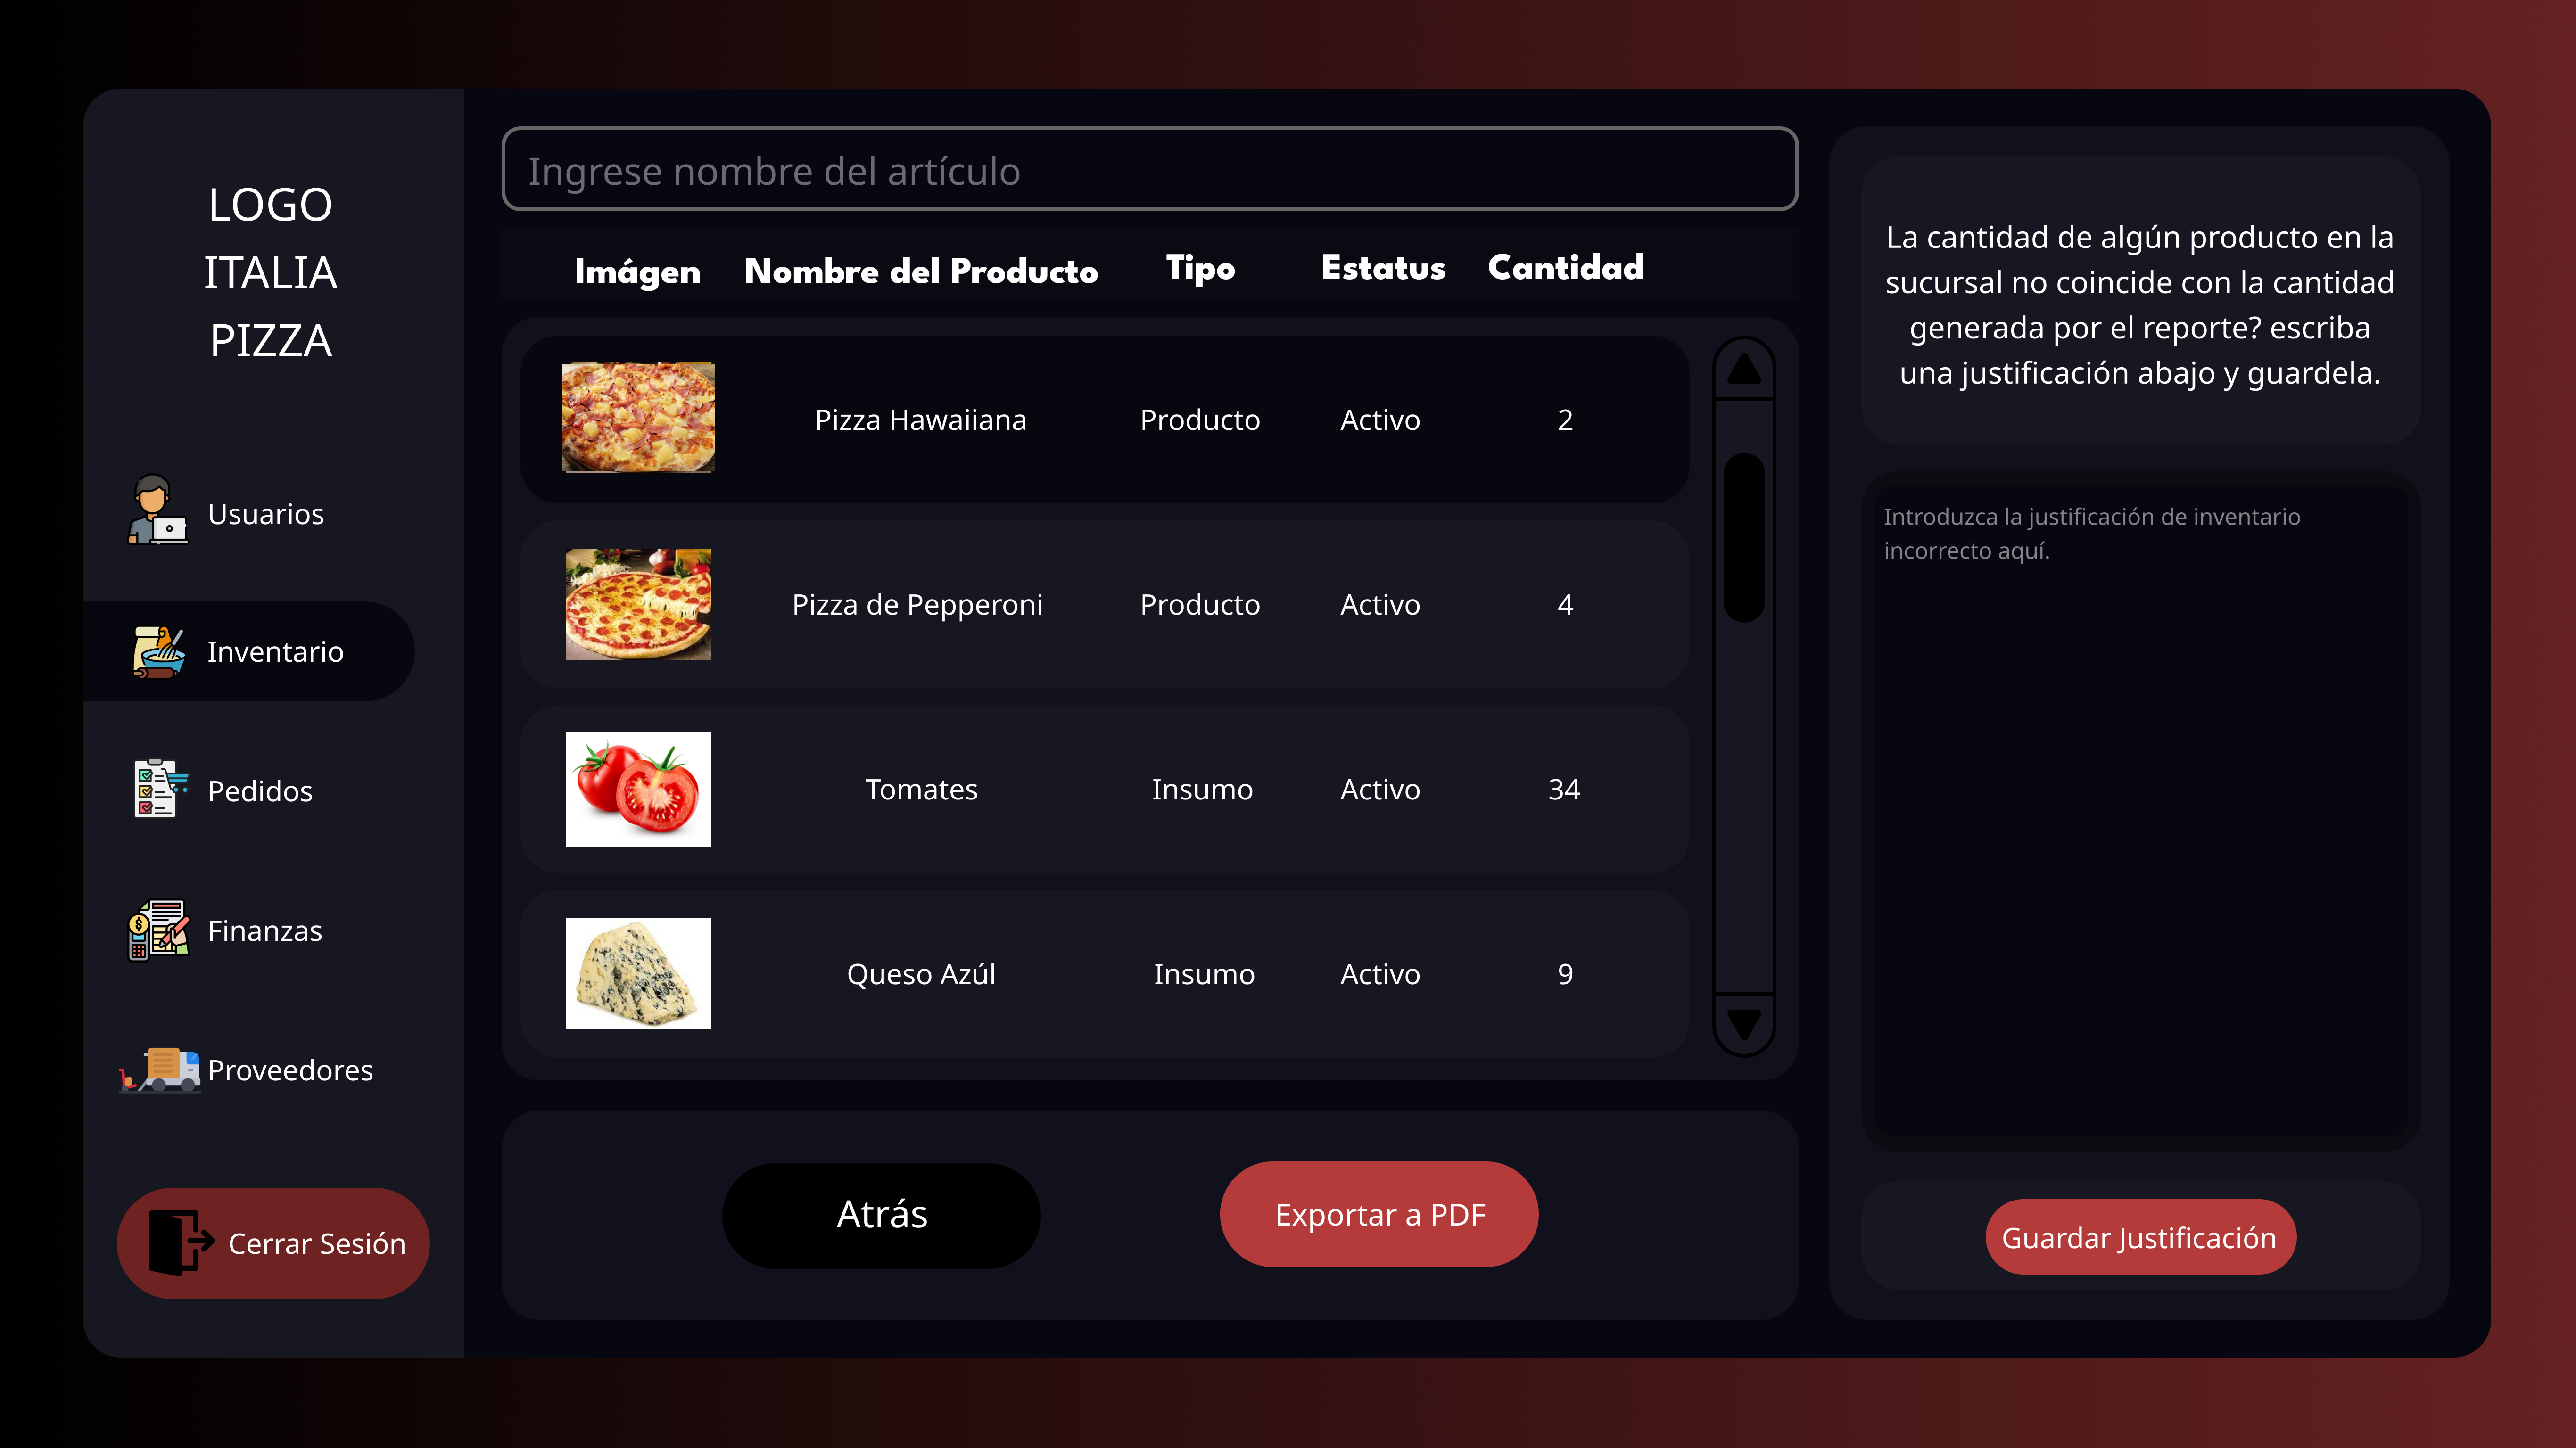 LOGO
ITALIA
PIZZA
Usuarios
Inventario
Pedidos
Finanzas
Proveedores
Cerrar Sesión
Ingrese nombre del artículo
Imágen Nombre del Producto Tipo Estatus Cantidad
Pizza Hawaiiana Producto Activo 2
Pizza de Pepperoni Producto Activo 4
Tomates Insumo Activo 34
Queso Azúl Insumo Activo 9
Atrás Exportar a PDF
La cantidad de algún producto en la
sucursal no coincide con la cantidad
generada por el reporte? escriba
una justificación abajo y guardela.
Introduzca la justificación de inventario
incorrecto aquí.
Guardar Justificación